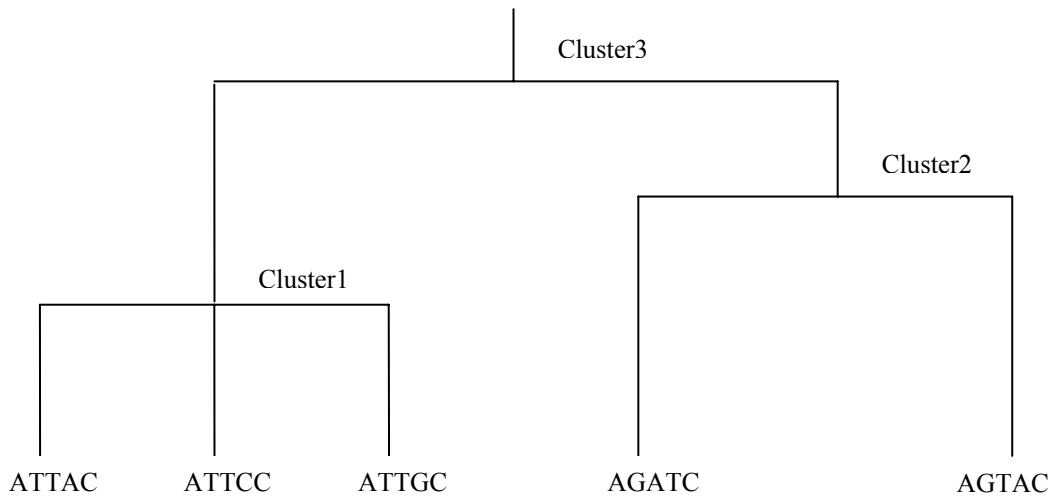 Cluster3
Cluster2
Cluster1
ATTAC ATTCC ATTGC AGATC AGTAC